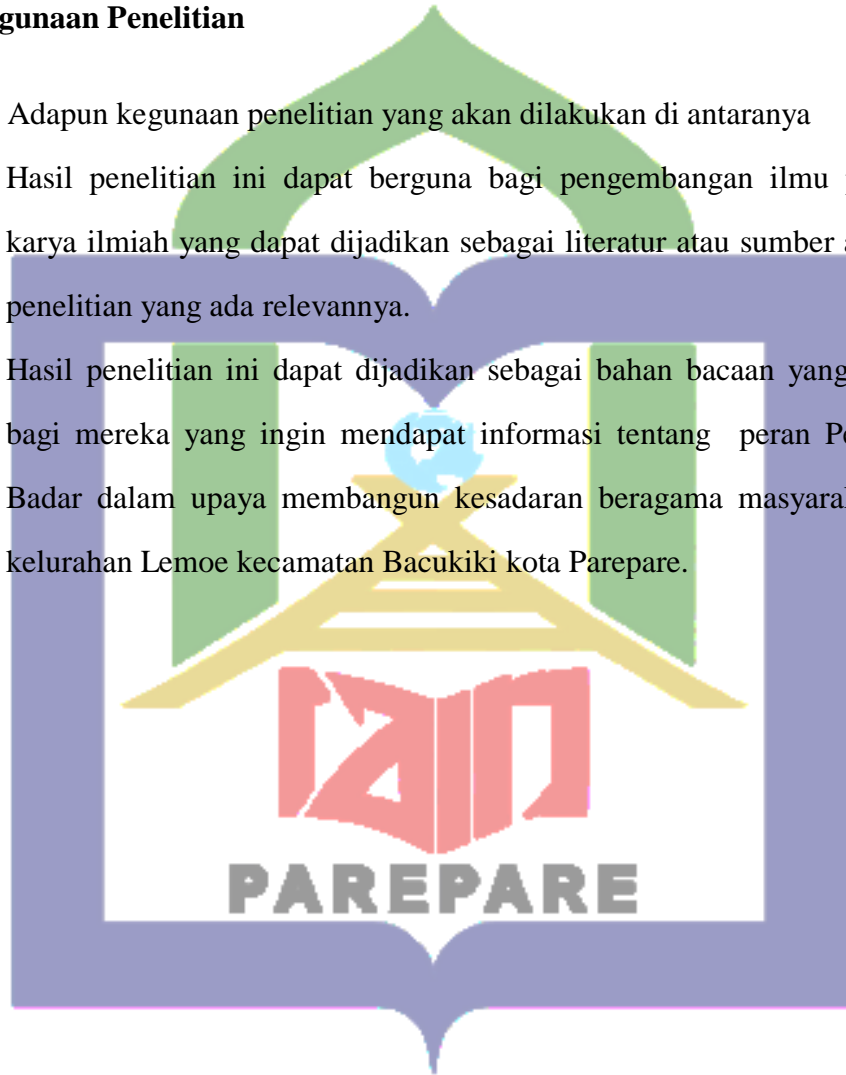 gunaan Penelitian
Adapun kegunaan penelitian yang akan dilakukan di antaranya
Hasil penelitian ini dapat berguna bagi pengembangan ilmu
karya ilmiah yang dapat dijadikan sebagai literatur atau sumber
penelitian yang ada relevannya.
Hasil penelitian ini dapat dijadikan sebagai bahan bacaan yang
bagi mereka yang ingin mendapat informasi tentang peran
Badar dalam upaya membangun kesadaran beragama
kelurahan Lemoe kecamatan Bacukiki kota Parepare.
iain
PAREPARE